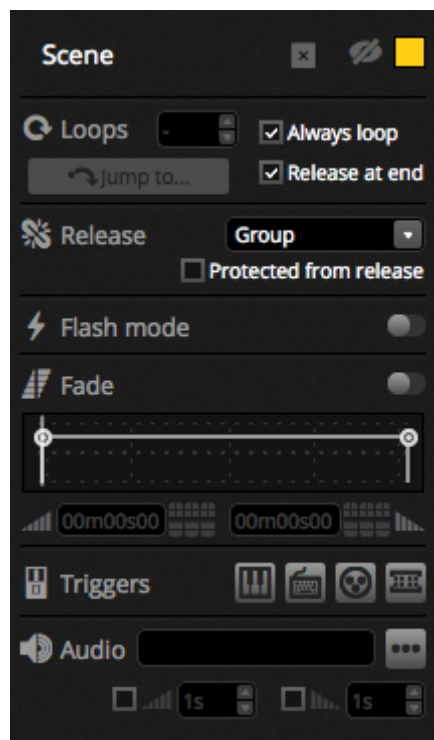 Scene
Loops - Always loop
Jump to... Release at end
Release Group
Protected from release
Flash mode
Fade
00m00s00 00m00s00
Triggers
Audio
1s 1s